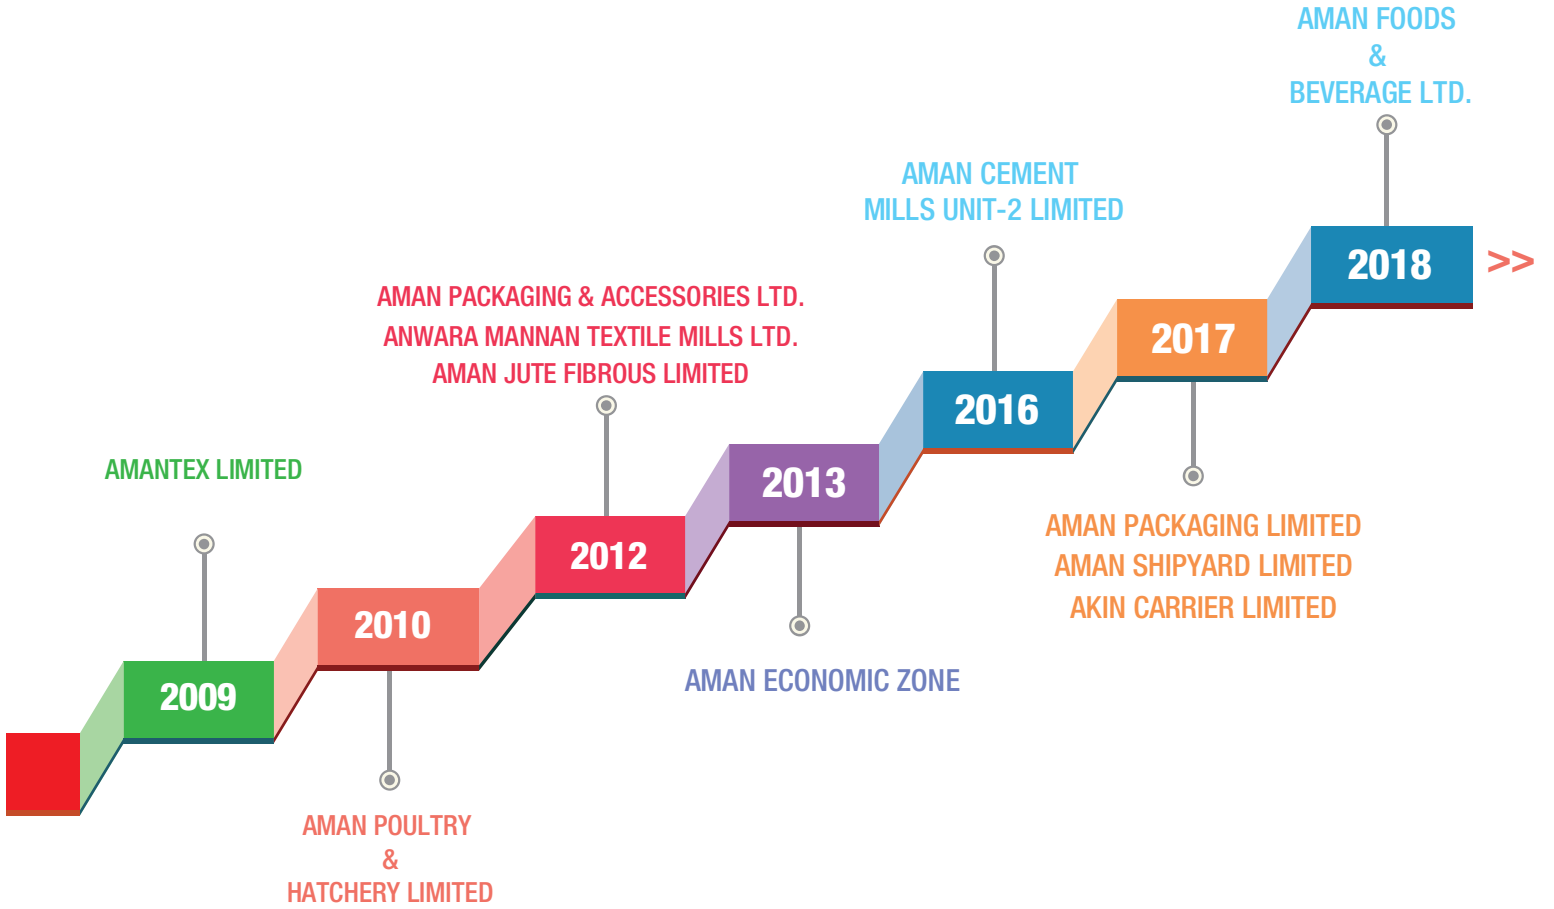 AMAN FOODS
&
BEVERAGE LTD.
AMAN CEMENT
MILLS UNIT-2 LIMITED
2018 >>
AMAN PACKAGING & ACCESSORIES LTD.
ANWARA MANNAN TEXTILE MILLS LTD.
AMAN JUTE FIBROUS LIMITED
2017
2016
AMANTEX LIMITED
2013
AMAN PACKAGING LIMITED
AMAN SHIPYARD LIMITED
AKIN CARRIER LIMITED
2012
2010
AMAN ECONOMIC ZONE
2009
AMAN POULTRY
&
HATCHERY LIMITED